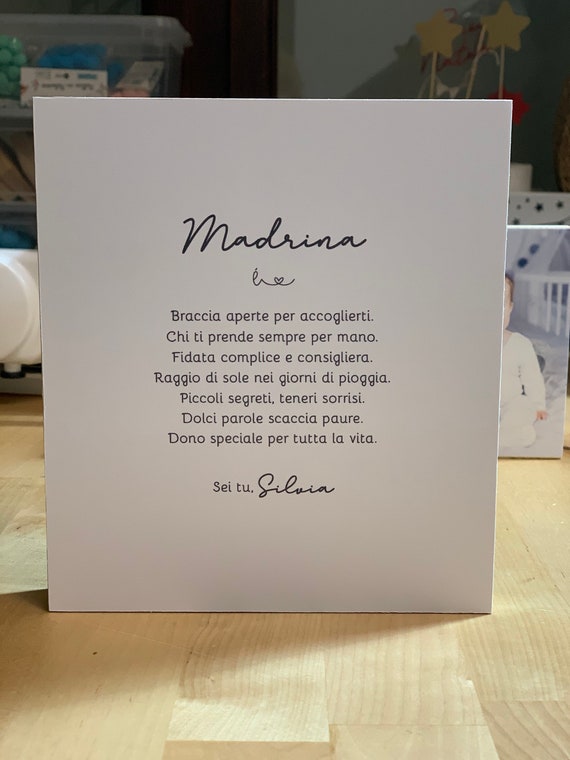 Madrina
è
Braccia aperte per accoglierti.
Chi ti prende sempre per mano.
Fidata complice e consigliera.
Raggio di sole nei giorni di pioggia.
Piccoli segreti, teneri sorrisi.
Dolci parole scaccia paure.
Dono speciale per tutta la vita.
Sei tu, Silvia